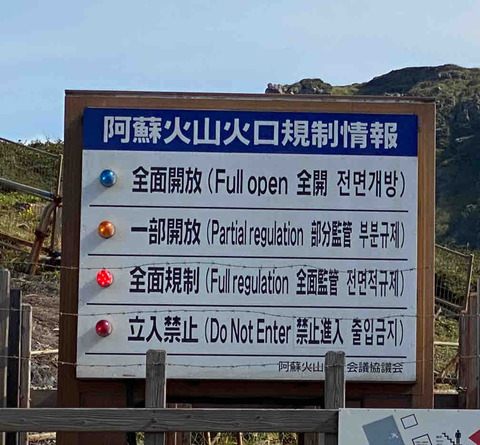 阿蘇火山火口規制情報
全面開放 (Full open 全開 전면개방)
一部開放 (Partial regulation 部分監管 부분규제)
全面規制 (Full regulation 全面監管 전면적규제)
立入禁止 (Do Not Enter 禁止進入 출입금지)
阿蘇火山 会議協議会